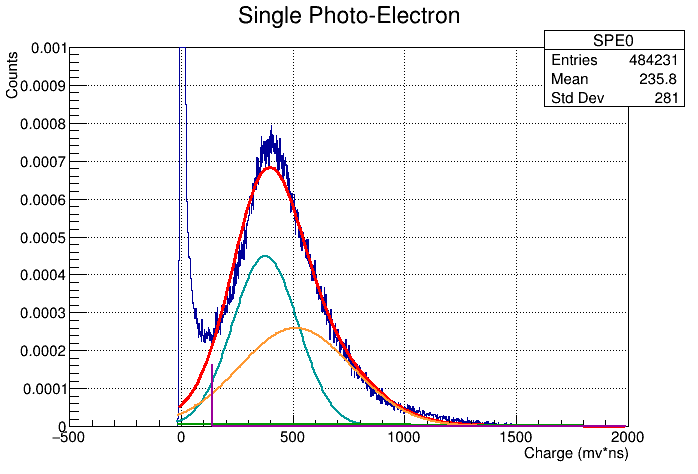 Single Photo-Electron
SPE0
Entries 484231
Mean 235.8
Std Dev 281
Counts
0.001
0.0009
0.0008
0.0007
0.0006
0.0005
0.0004
0.0003
0.0002
0.0001
0
−500 0 500 1000 1500 2000
Charge (mv*ns)